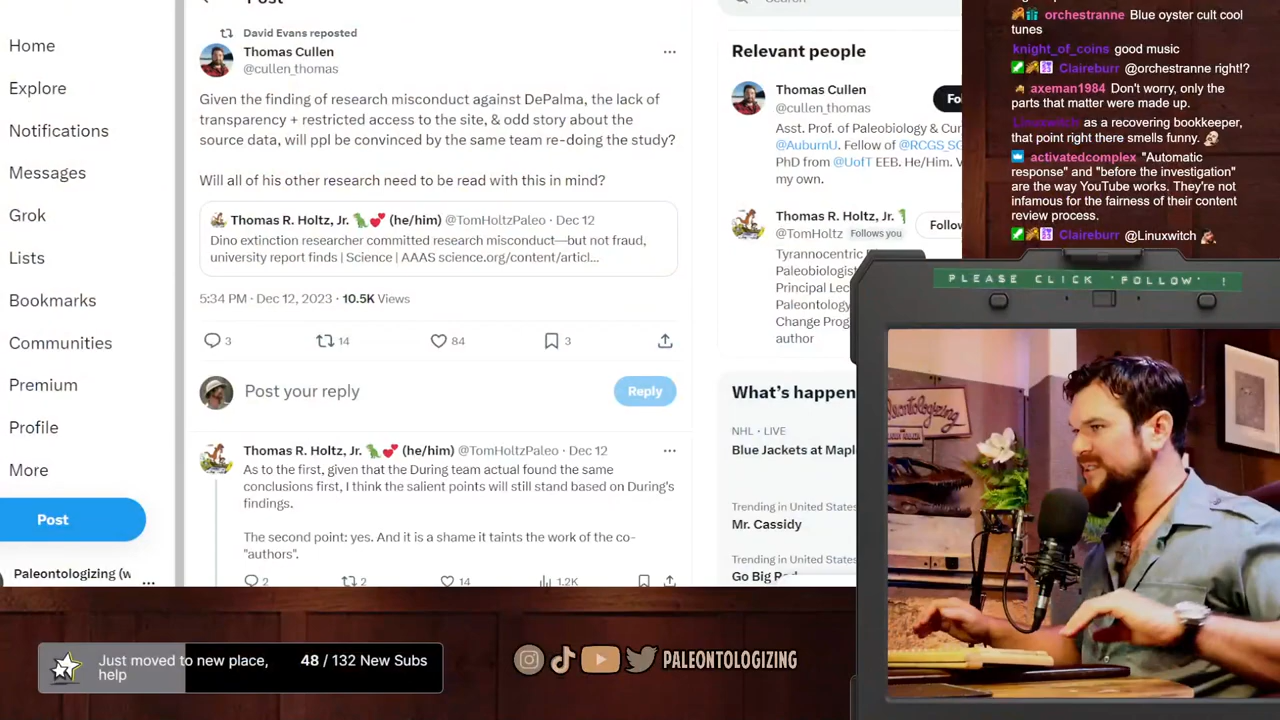 Post
Home
Explore
Notifications
Messages
Grok
Lists
Bookmarks
Communities
Premium
Profile
More
Post
Paleontologizing (w
David Evans reposted
Thomas Cullen
@cullen_thomas
Given the finding of research misconduct against DePalma, the lack of
transparency + restricted access to the site, & odd story about the
source data, will ppl be convinced by the same team re-doing the study?
Will all of his other research need to be read with this in mind?
Thomas R. Holtz, Jr. 🦕💕 (he/him) @TomHoltzPaleo · Dec 12
Dino extinction researcher committed research misconduct—but not fraud,
university report finds | Science | AAAS science.org/content/articl...
5:34 PM · Dec 12, 2023 · 10.5K Views
3 14 84 3
Post your reply
Reply
Thomas R. Holtz, Jr. 🦕💕 (he/him) @TomHoltzPaleo · Dec 12
As to the first, given that the During team actual found the same
conclusions first, I think the salient points will still stand based on During's
findings.
The second point: yes. And it is a shame it taints the work of the co-
"authors".
2 2 14 1.2K
Search
Relevant people
Thomas Cullen
@cullen_thomas
Fol
Asst. Prof. of Paleobiology & Cur
@AuburnU. Fellow of @RCGS_SG
PhD from @UofT EEB. He/Him. V
my own.
Thomas R. Holtz, Jr.
@TomHoltz Follows you
Follow
Tyrannocentric
Paleobiologist
Principal Lec
Paleontology
Change Prog
author
What's happen
NHL · LIVE
Blue Jackets at Mapl
Trending in United States
Mr. Cassidy
Trending in United States
Go Big Red
orchestranne Blue oyster cult cool
tunes
knight_of_coins good music
Claireburr @orchestranne right!?
axeman1984 Don't worry, only the
parts that matter were made up.
Linuxwitch as a recovering bookkeeper,
that point right there smells funny.
activatedcomplex "Automatic
response" and "before the investigation"
are the way YouTube works. They're not
infamous for the fairness of their content
review process.
Claireburr @Linuxwitch
PLEASE CLICK 'FOLLOW' !
Paleontologizing
Just moved to new place,
help
48 / 132 New Subs
PALEONTOLOGIZING